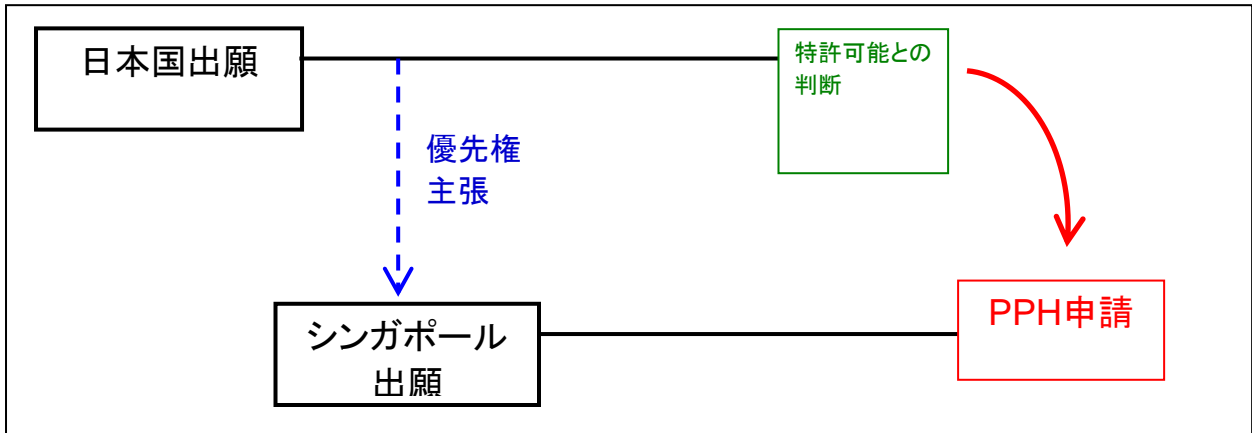 日本国出願
特許可能との
判断
優先権
主張
シンガポール
出願
PPH申請